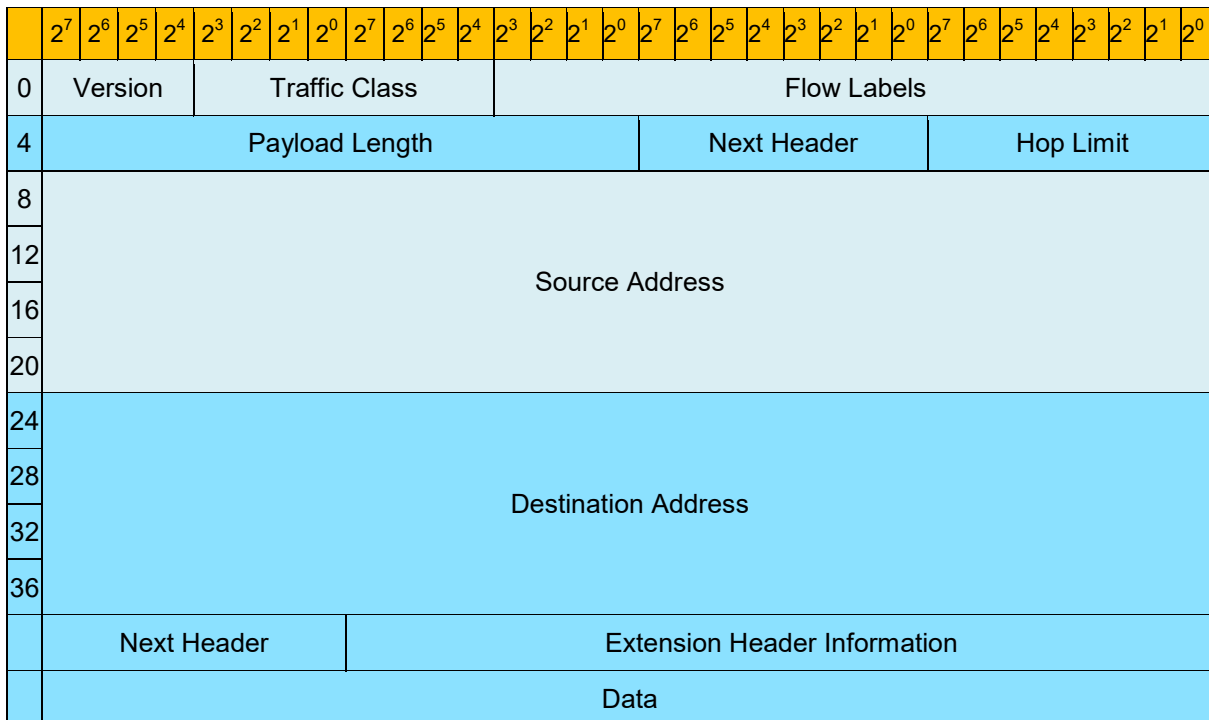 2⁷ 2⁶ 2⁵ 2⁴ 2³ 2² 2¹ 2⁰ 2⁷ 2⁶ 2⁵ 2⁴ 2³ 2² 2¹ 2⁰ 2⁷ 2⁶ 2⁵ 2⁴ 2³ 2² 2¹ 2⁰ 2⁷ 2⁶ 2⁵ 2⁴ 2³ 2² 2¹ 2⁰
0 Version Traffic Class Flow Labels
4 Payload Length Next Header Hop Limit
8
12
Source Address
16
20
24
28
Destination Address
32
36
Next Header Extension Header Information
Data